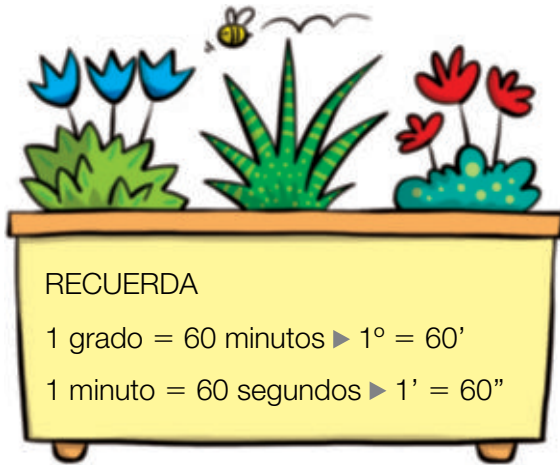 RECUERDA
1 grado = 60 minutos ▶ 1º = 60’
1 minuto = 60 segundos ▶ 1’ = 60”